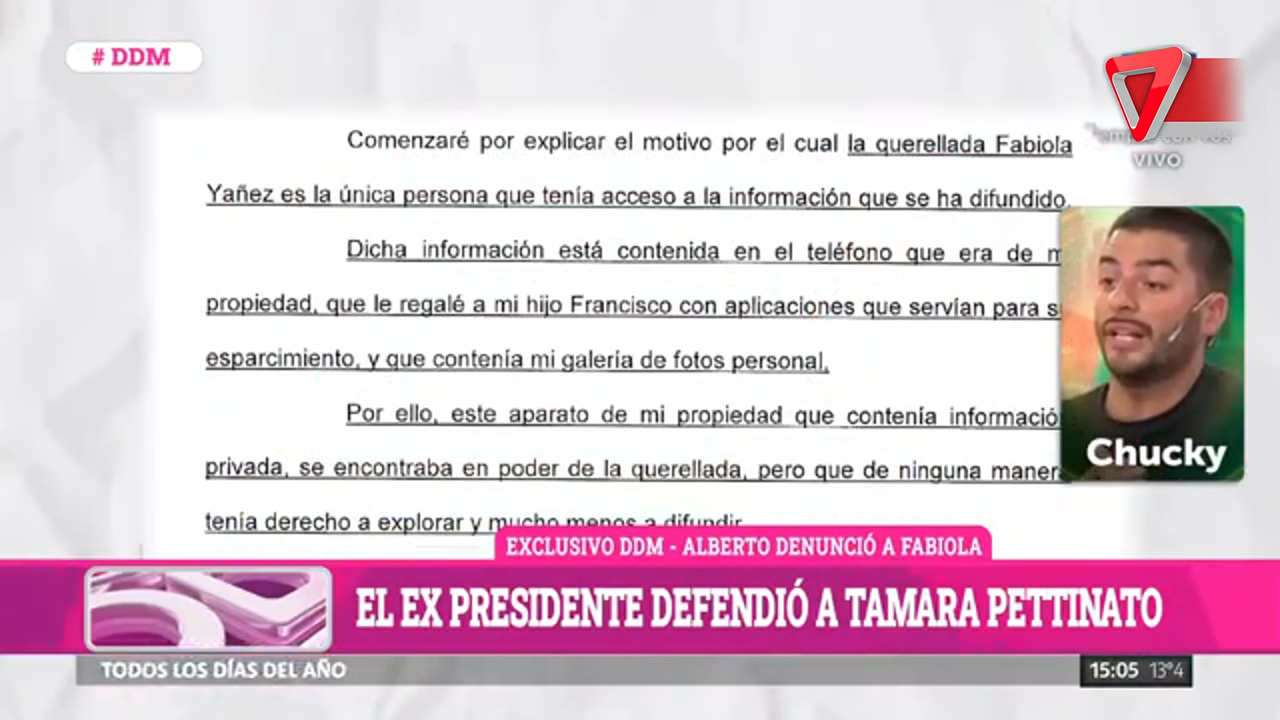 # DDM
VIVO
Comenzaré por explicar el motivo por el cual la querellada Fabiola
Yañez es la única persona que tenía acceso a la información que se ha difundido.
Dicha información está contenida en el teléfono que era de m
propiedad, que le regalé a mi hijo Francisco con aplicaciones que servían para s
esparcimiento, y que contenía mi galería de fotos personal.
Por ello, este aparato de mi propiedad que contenía informació
privada, se encontraba en poder de la querellada, pero que de ninguna maner
tenía derecho a explorar y mucho menos a difundir
Chucky
EXCLUSIVO DDM - ALBERTO DENUNCIÓ A FABIOLA
EL EX PRESIDENTE DEFENDIÓ A TAMARA PETTINATO
TODOS LOS DÍAS DEL AÑO
15:05 13°4